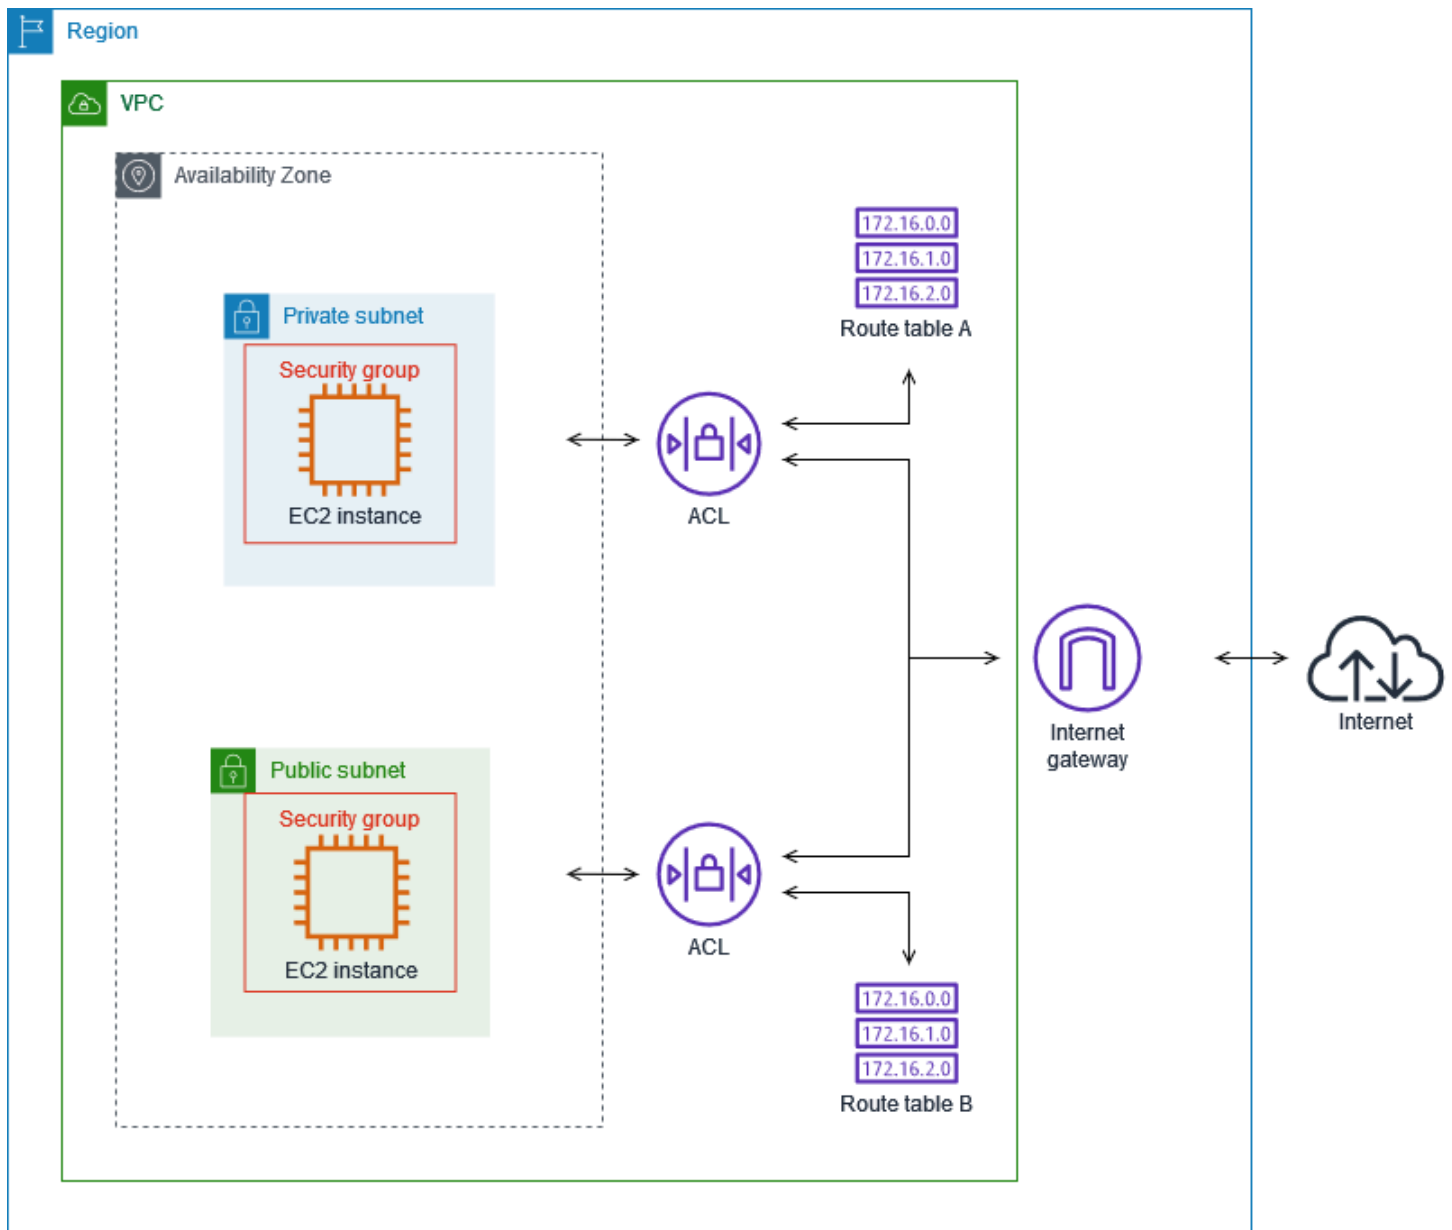 Region
VPC
Availability Zone
172.16.0.0
172.16.1.0
172.16.2.0
Route table A
Private subnet
Security group
EC2 instance
ACL
Internet
gateway
Internet
Public subnet
Security group
EC2 instance
ACL
172.16.0.0
172.16.1.0
172.16.2.0
Route table B